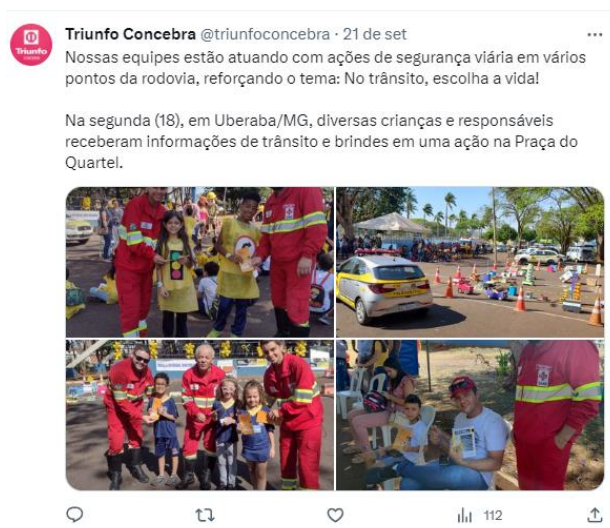 Triunfo Concebra @triunfoconcebra · 21 de set
Triunfo
Nossas equipes estão atuando com ações de segurança viária em vários
pontos da rodovia, reforçando o tema: No trânsito, escolha a vida!
Na segunda (18), em Uberaba/MG, diversas crianças e responsáveis
receberam informações de trânsito e brindes em uma ação na Praça do
Quartel.
112